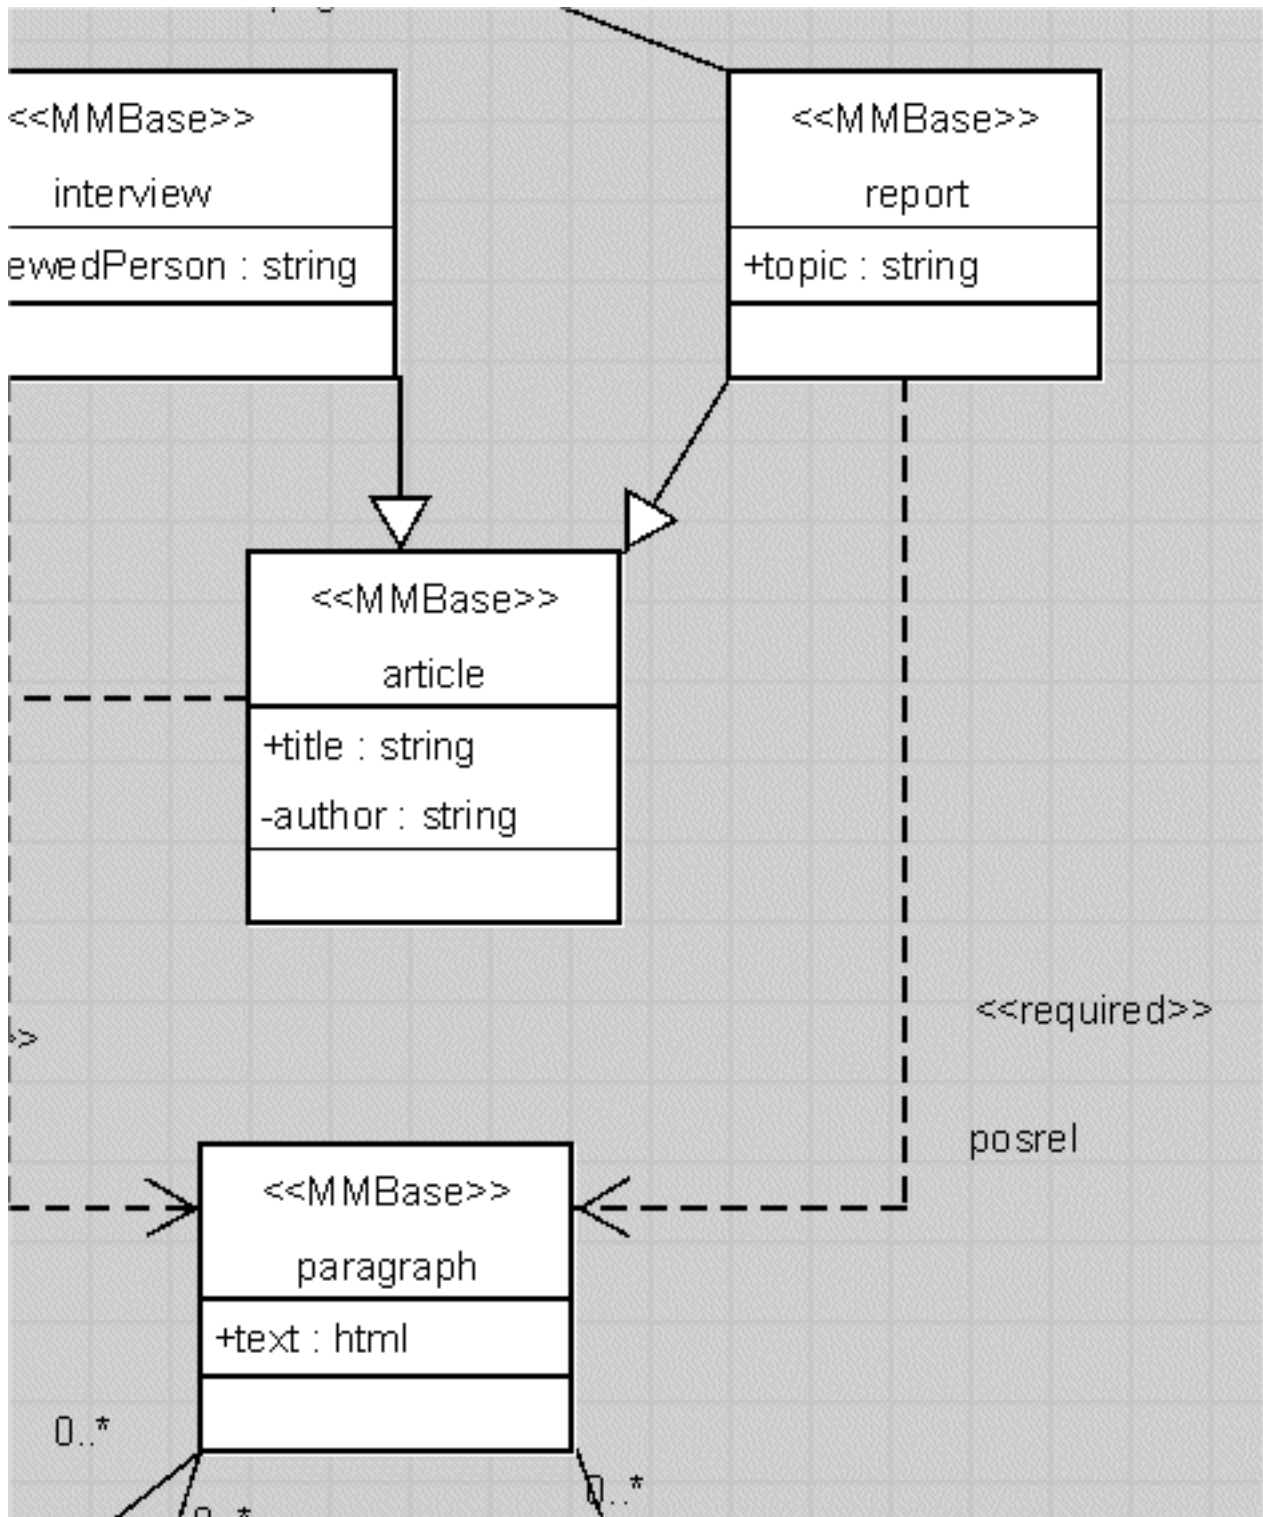 <<MMBase>>
interview
ewedPerson : string
<<MMBase>>
report
+topic : string
<<MMBase>>
article
+title : string
-author : string
>>
<<required>>
posrel
<<MMBase>>
paragraph
+text : html
0..*
0..*
0..*